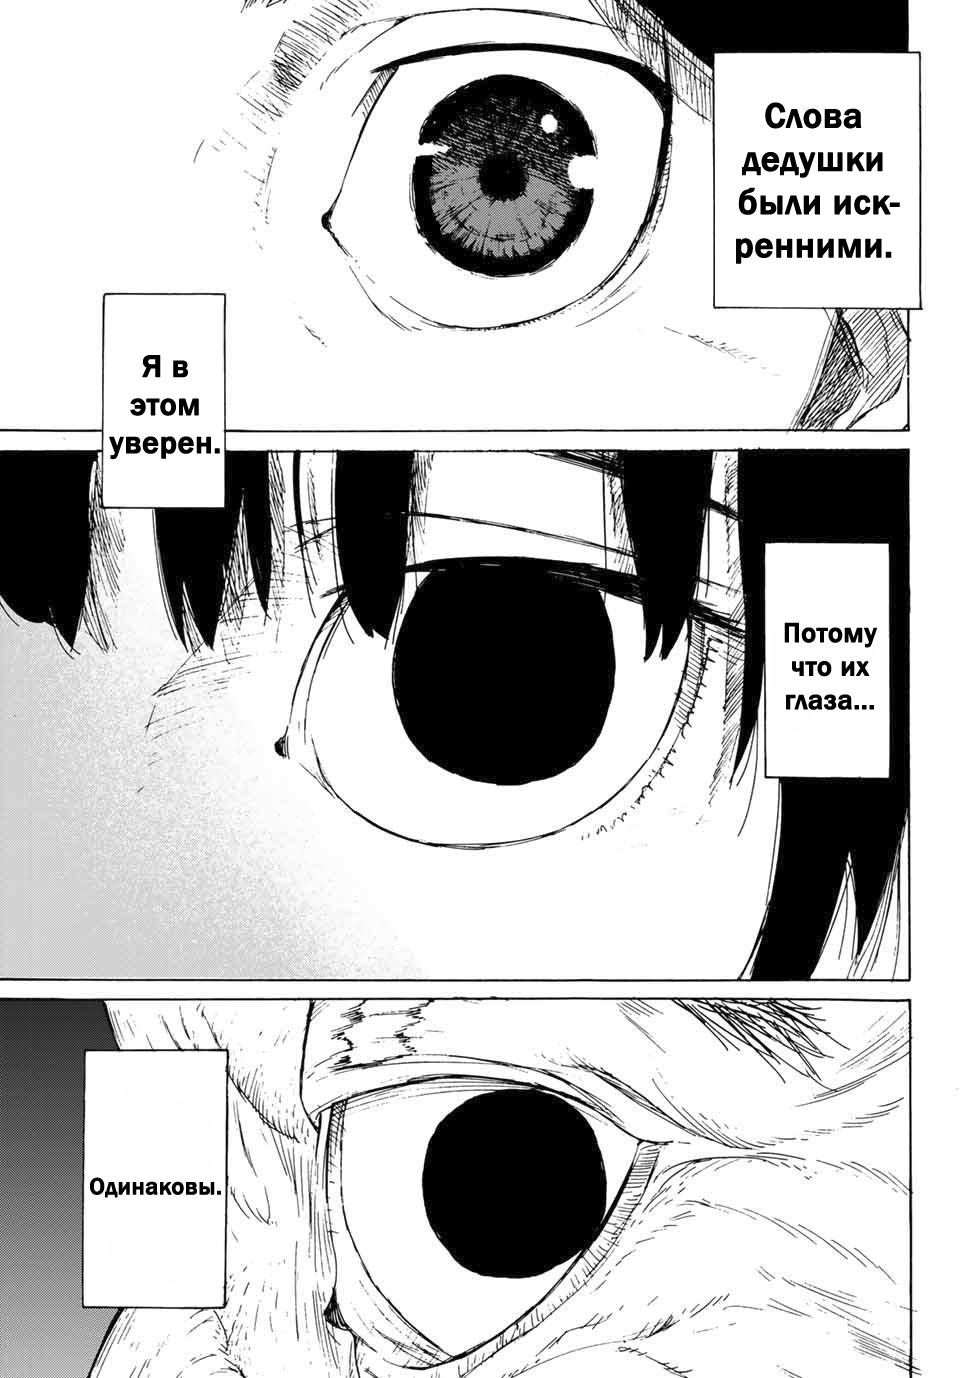 Слова
дедушки
были иск-
ренними.
Я в
этом
уверен.
Потому
что их
глаза...
Одинаковы.